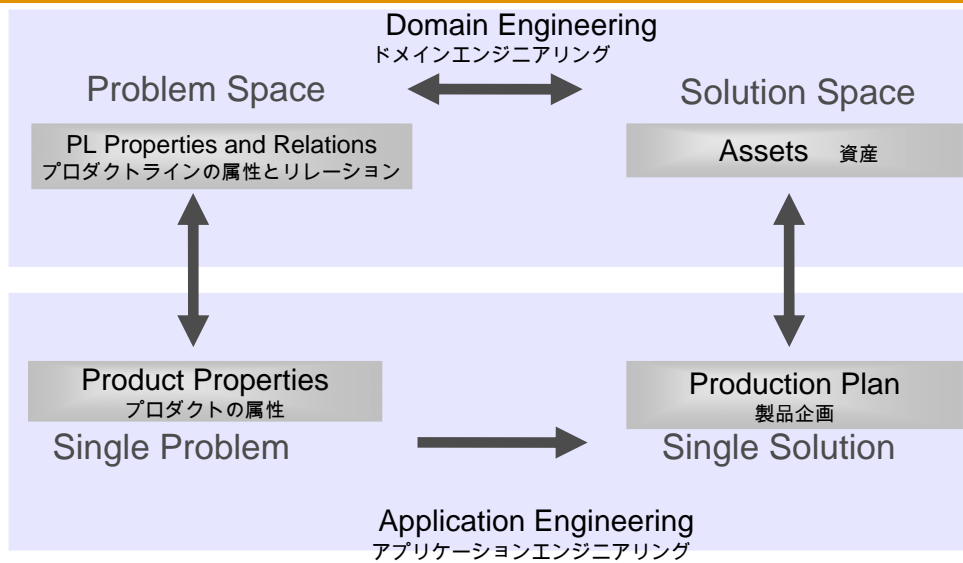 Domain Engineering
ドメインエンジニアリング
Problem Space
Solution Space
PL Properties and Relations
プロダクトラインの属性とリレーション
Assets 資産
Product Properties
プロダクトの属性
Production Plan
製品企画
Single Problem
Single Solution
Application Engineering
アプリケーションエンジニアリング